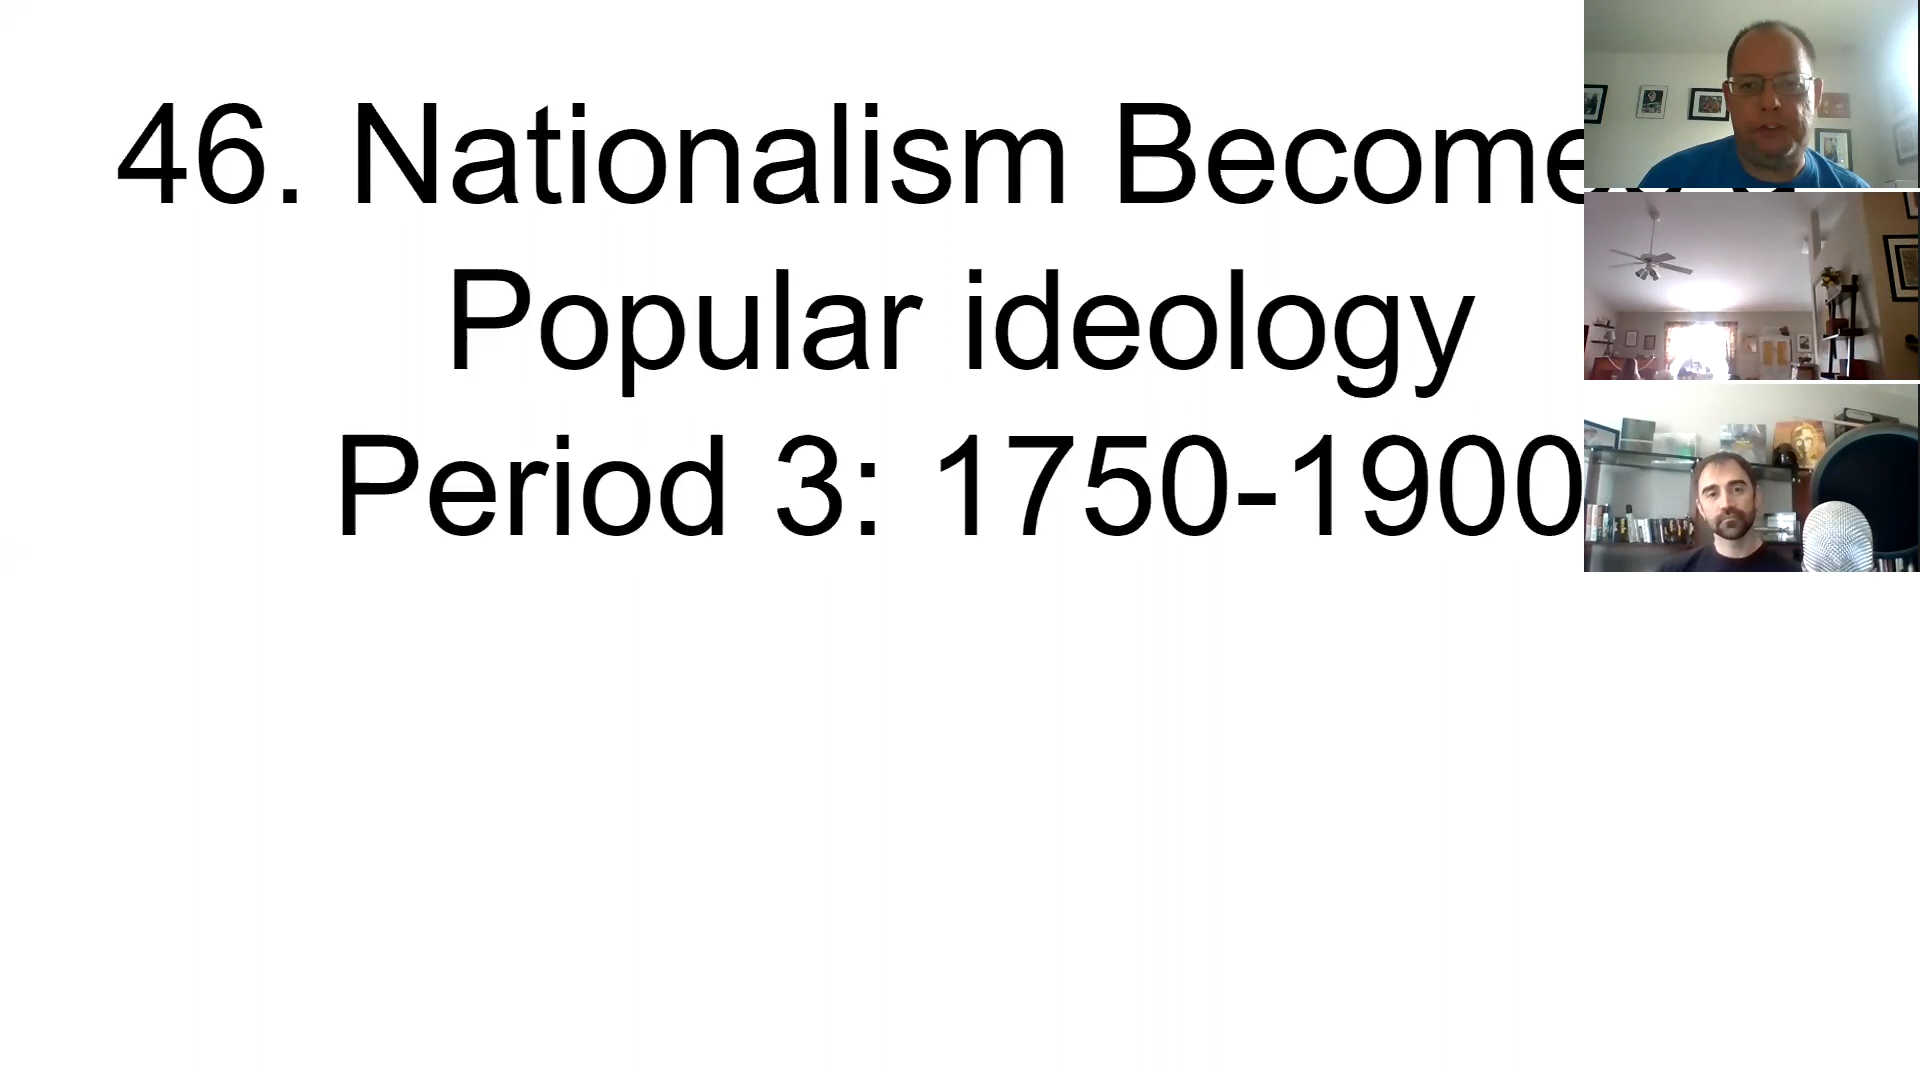 46. Nationalism Become
Popular ideology
Period 3: 1750-1900